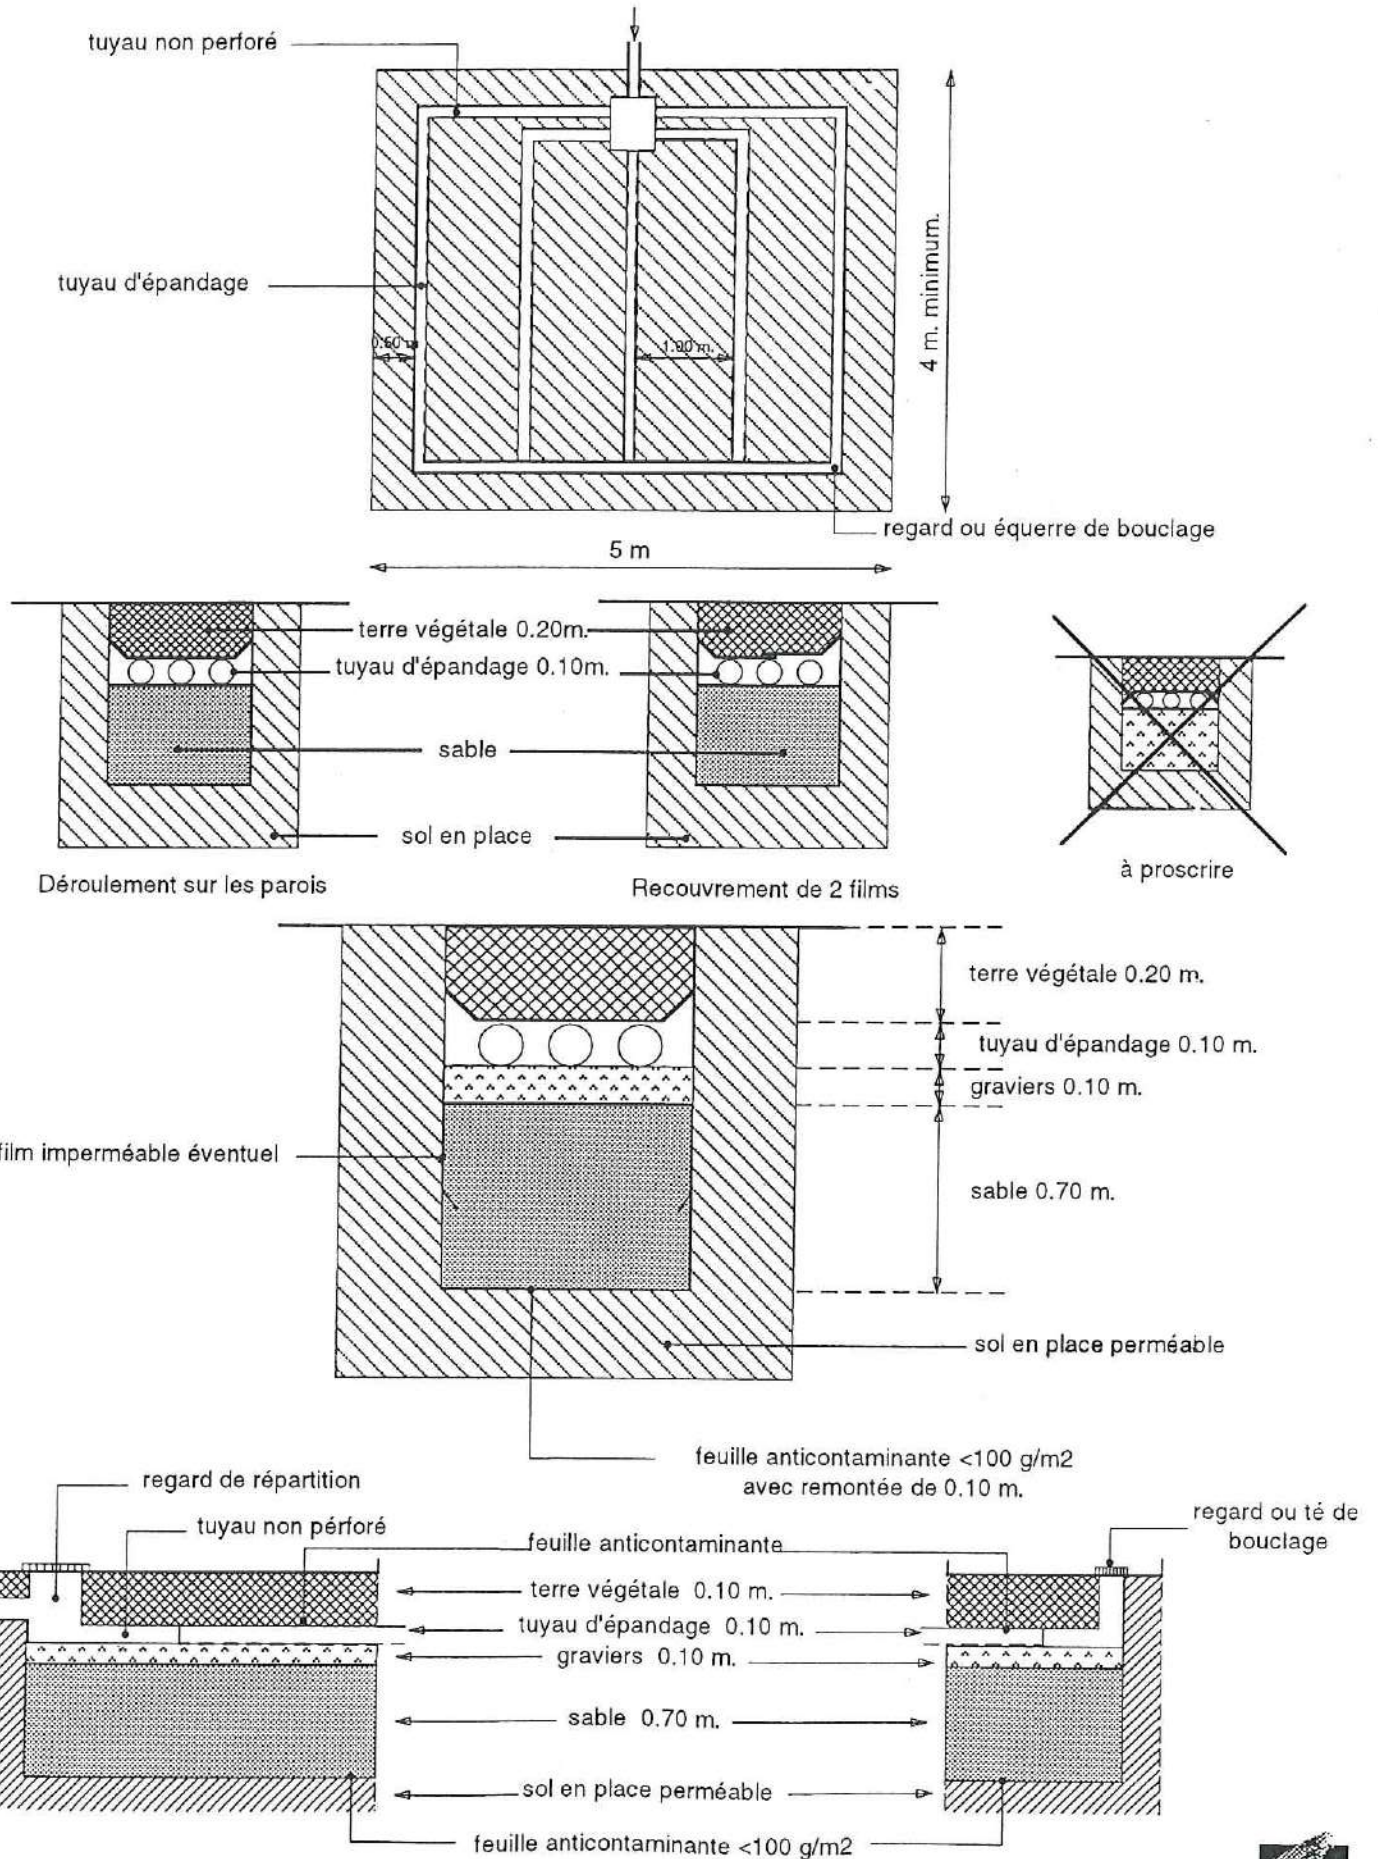 tuyau non perforé
tuyau d'épandage
0.50 m
1.00 m.
4 m. minimum.
regard ou équerre de bouclage
5 m
terre végétale 0.20m.
tuyau d'épandage 0.10m.
sable
sol en place
Déroulement sur les parois
Recouvrement de 2 films
à proscrire
terre végétale 0.20 m.
tuyau d'épandage 0.10 m.
graviers 0.10 m.
film imperméable éventuel
sable 0.70 m.
sol en place perméable
feuille anticontaminante <100 g/m2
avec remontée de 0.10 m.
regard de répartition
regard ou té de
bouclage
tuyau non pérforé
feuille anticontaminante
terre végétale 0.10 m.
tuyau d'épandage 0.10 m.
graviers 0.10 m.
sable 0.70 m.
sol en place perméable
feuille anticontaminante <100 g/m2